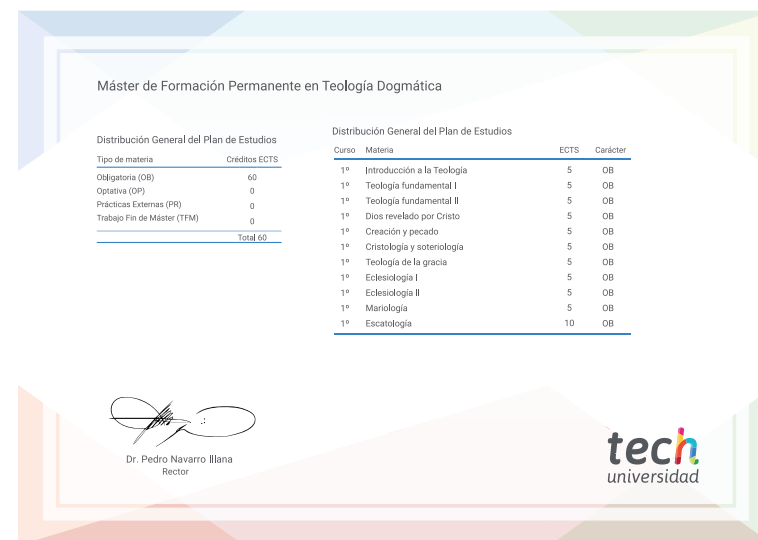 Máster de Formación Permanente en Teología Dogmática
Distribución General del Plan de Estudios
Tipo de materia Créditos ECTS
Obligatoria (OB) 60
Optativa (OP) 0
Prácticas Externas (PR) 0
Trabajo Fin de Máster (TFM) 0
Total 60
Distribución General del Plan de Estudios
Curso Materia ECTS Carácter
1º Introducción a la Teología 5 OB
1º Teología fundamental I 5 OB
1º Teología fundamental II 5 OB
1º Dios revelado por Cristo 5 OB
1º Creación y pecado 5 OB
1º Cristología y soteriología 5 OB
1º Teología de la gracia 5 OB
1º Eclesiología I 5 OB
1º Eclesiología II 5 OB
1º Mariología 5 OB
1º Escatología 10 OB
Dr. Pedro Navarro Illana
Rector
tech
universidad